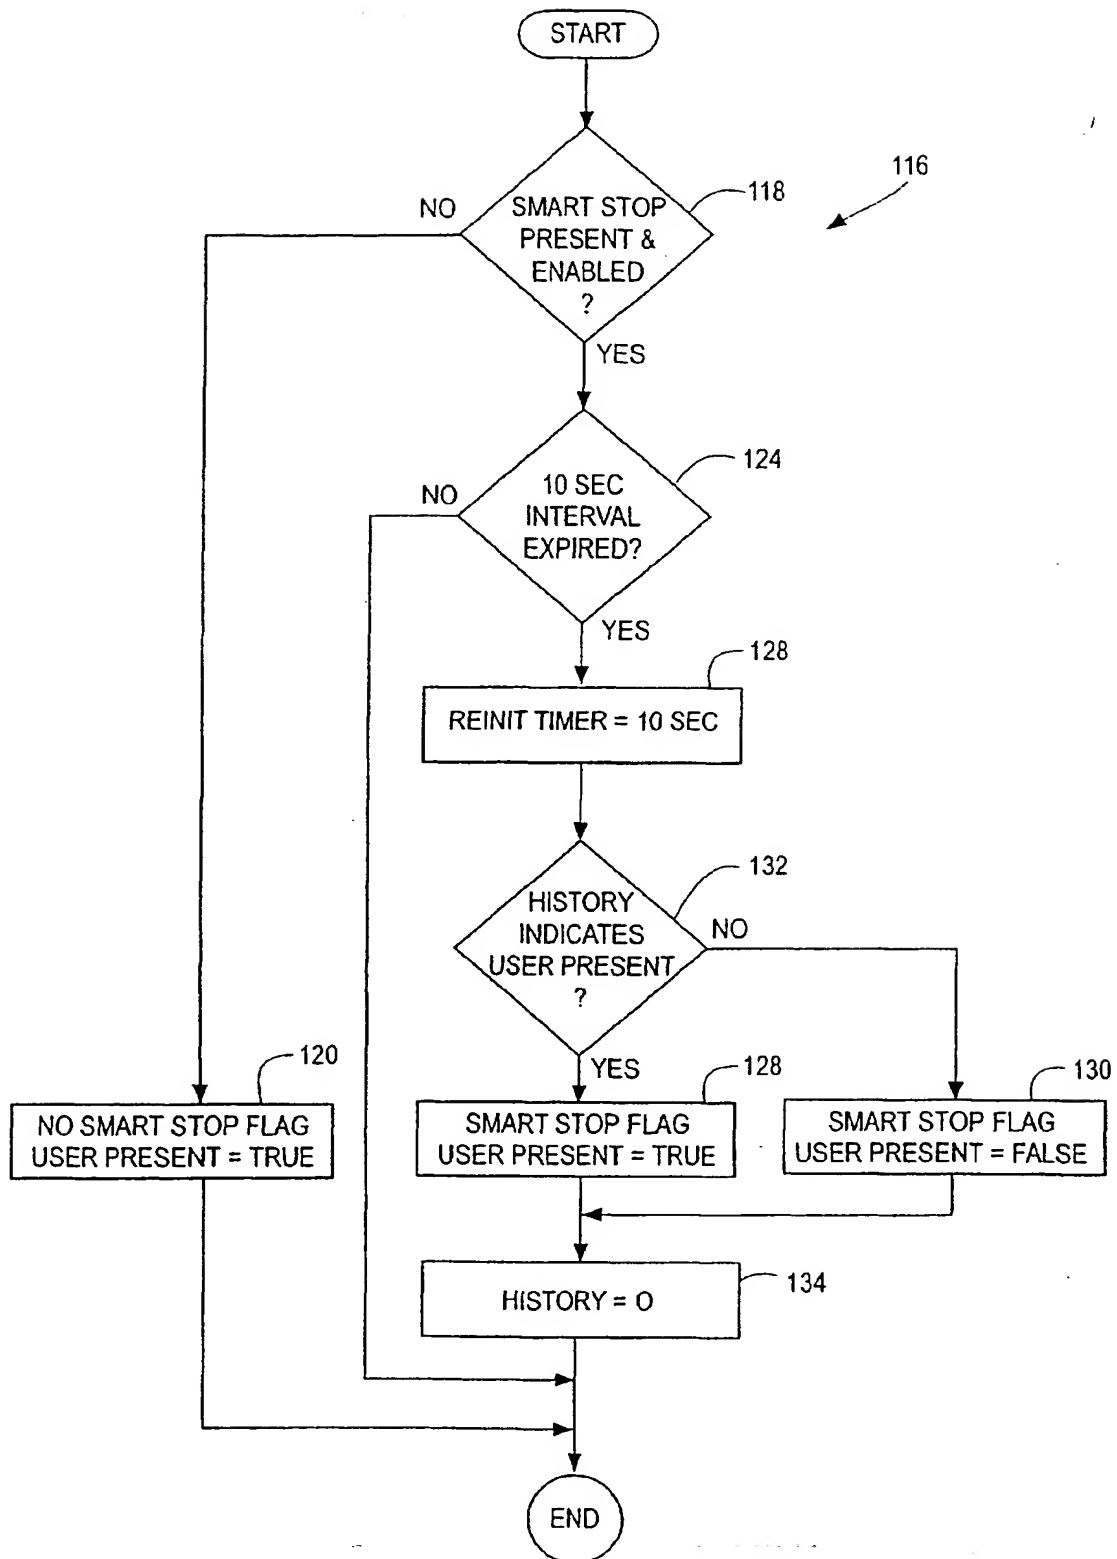 START
116
118
NO
SMART STOP
PRESENT &
ENABLED
?
YES
124
NO
10 SEC
INTERVAL
EXPIRED?
YES
128
REINIT TIMER = 10 SEC
132
HISTORY
INDICATES
USER PRESENT
?
NO
YES
120
NO SMART STOP FLAG
USER PRESENT = TRUE
128
SMART STOP FLAG
USER PRESENT = TRUE
130
SMART STOP FLAG
USER PRESENT = FALSE
134
HISTORY = O
END